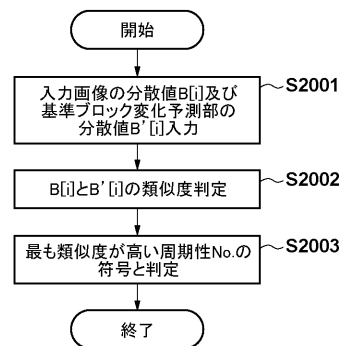 開始
入力画像の分散値B[i]及び
基準ブロック変化予測部の
分散値B'[i]入力
S2001
B[i]とB'[i]の類似度判定
S2002
最も類似度が高い周期性No.の
符号と判定
S2003
終了